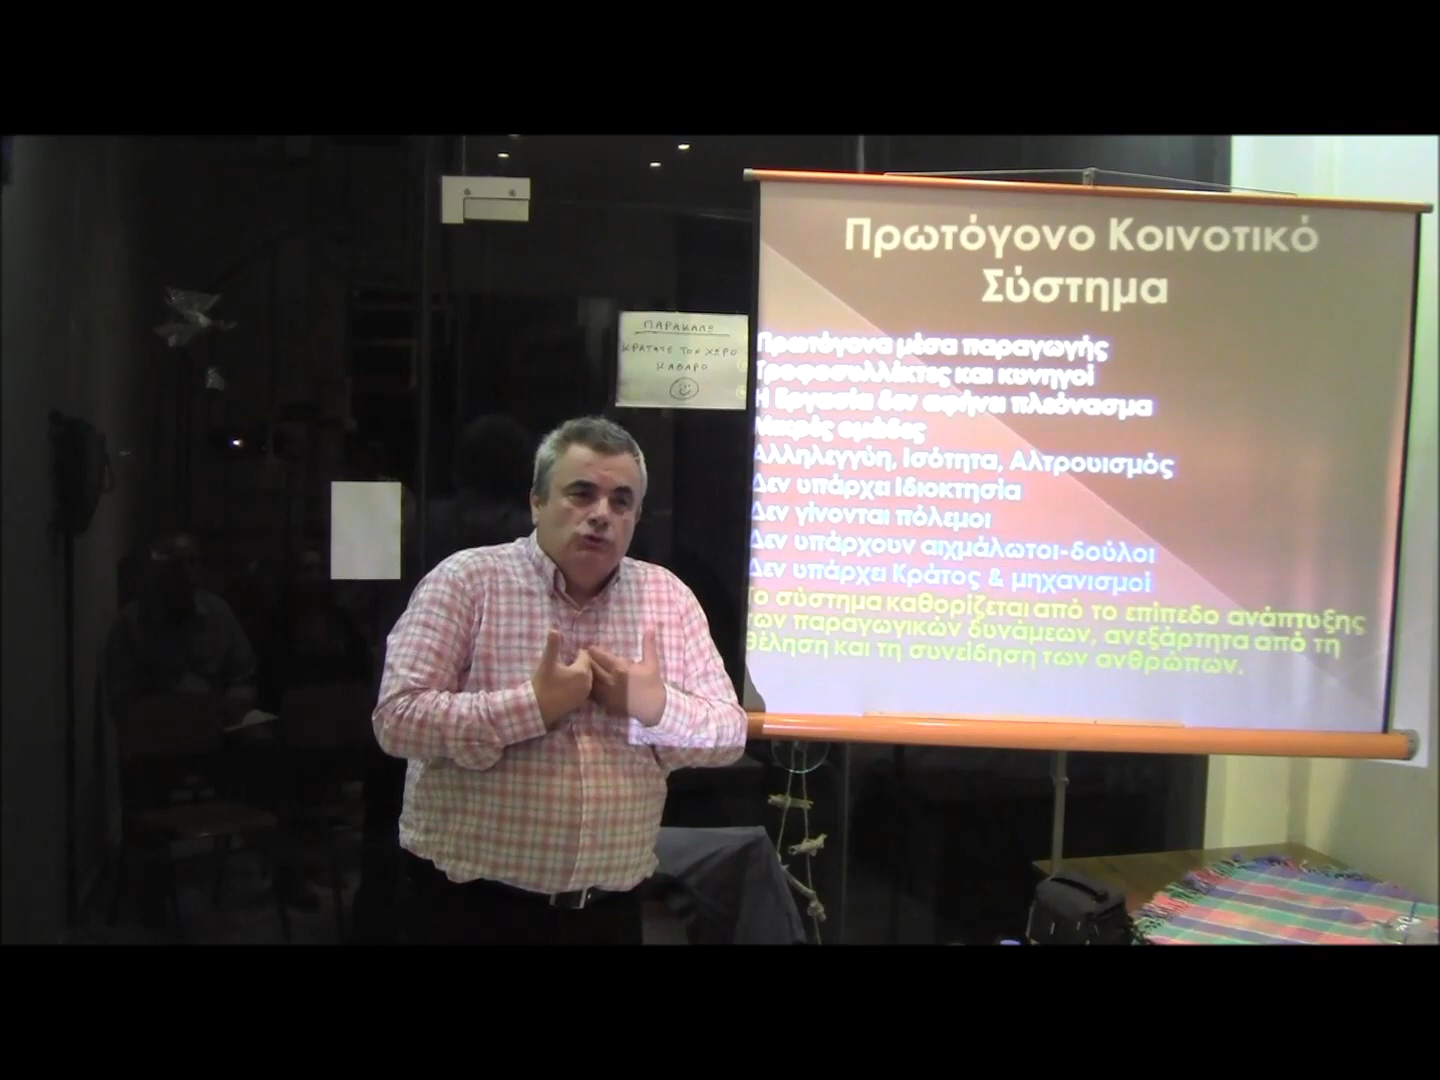 Πρωτόγονο Κοινοτικό
Σύστημα
Πρωτόγονα μέσα παραγωγής
Τροφοσυλλέκτες και κυνηγοί
Η Εργασία δεν αφήνει πλεόνασμα
Μικρές ομάδες
Αλληλεγγύη, Ισότητα, Αλτρουισμός
Δεν υπάρχει Ιδιοκτησία
Δεν γίνονται πόλεμοι
Δεν υπάρχουν αιχμάλωτοι-δούλοι
Δεν υπάρχει Κράτος & μηχανισμοί
Το σύστημα καθορίζεται από το επίπεδο ανάπτυξης
των παραγωγικών δυνάμεων, ανεξάρτητα από τη
θέληση και τη συνείδηση των ανθρώπων.
ΠΑΡΑΚΑΛΩ
ΚΡΑΤΑΤΕ ΤΟΝ ΧΩΡΟ
ΚΑΘΑΡΟ